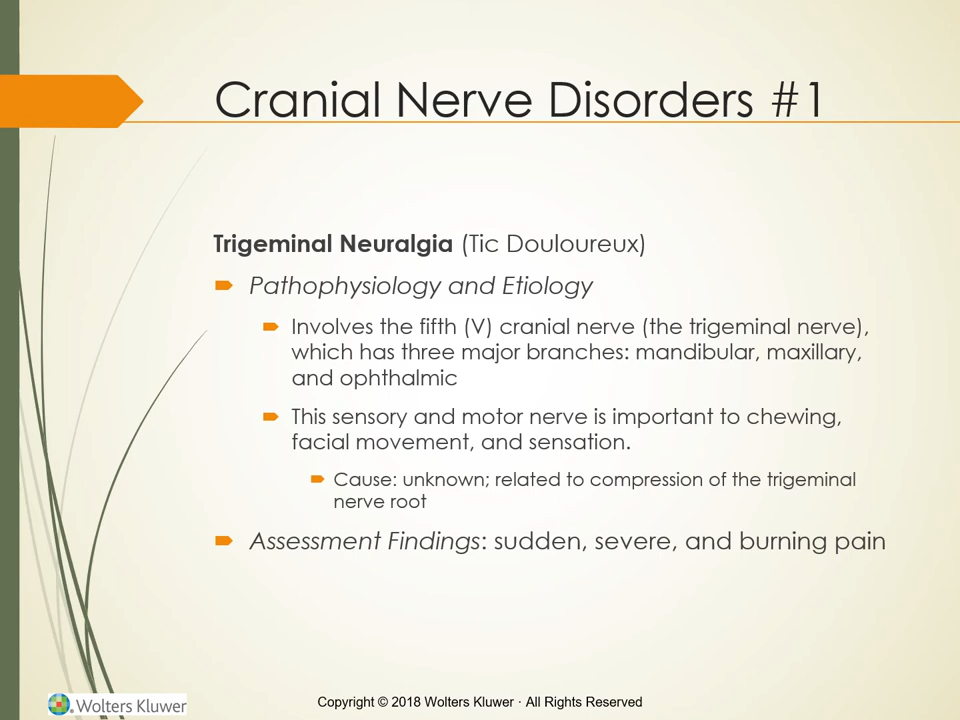 Cranial Nerve Disorders #1
Trigeminal Neuralgia (Tic Douloureux)
Pathophysiology and Etiology
Involves the fifth (V) cranial nerve (the trigeminal nerve),
which has three major branches: mandibular, maxillary,
and ophthalmic
This sensory and motor nerve is important to chewing,
facial movement, and sensation.
Cause: unknown; related to compression of the trigeminal
nerve root
Assessment Findings: sudden, severe, and burning pain
Wolters Kluwer
Copyright © 2018 Wolters Kluwer · All Rights Reserved